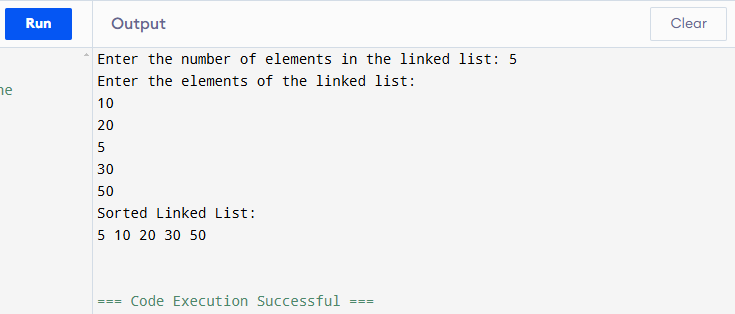 Run
Output
Clear
ne
Enter the number of elements in the linked list: 5
Enter the elements of the linked list:
10
20
5
30
50
Sorted Linked List:
5 10 20 30 50
=== Code Execution Successful ===